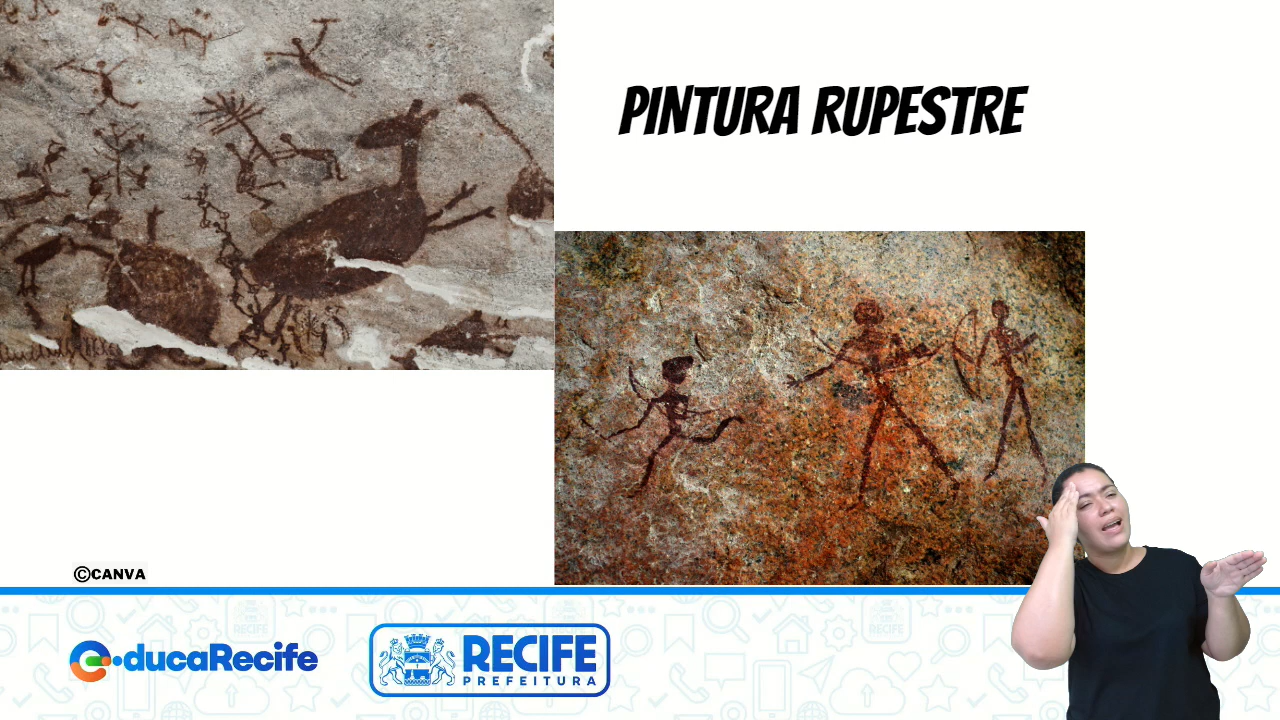 PINTURA RUPESTRE
©CANVA
EducaRecife
RECIFE
PREFEITURA